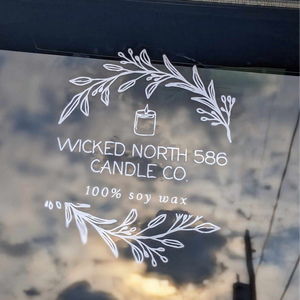 WICKED NORTH 586
CANDLE CO.
100% soy wax